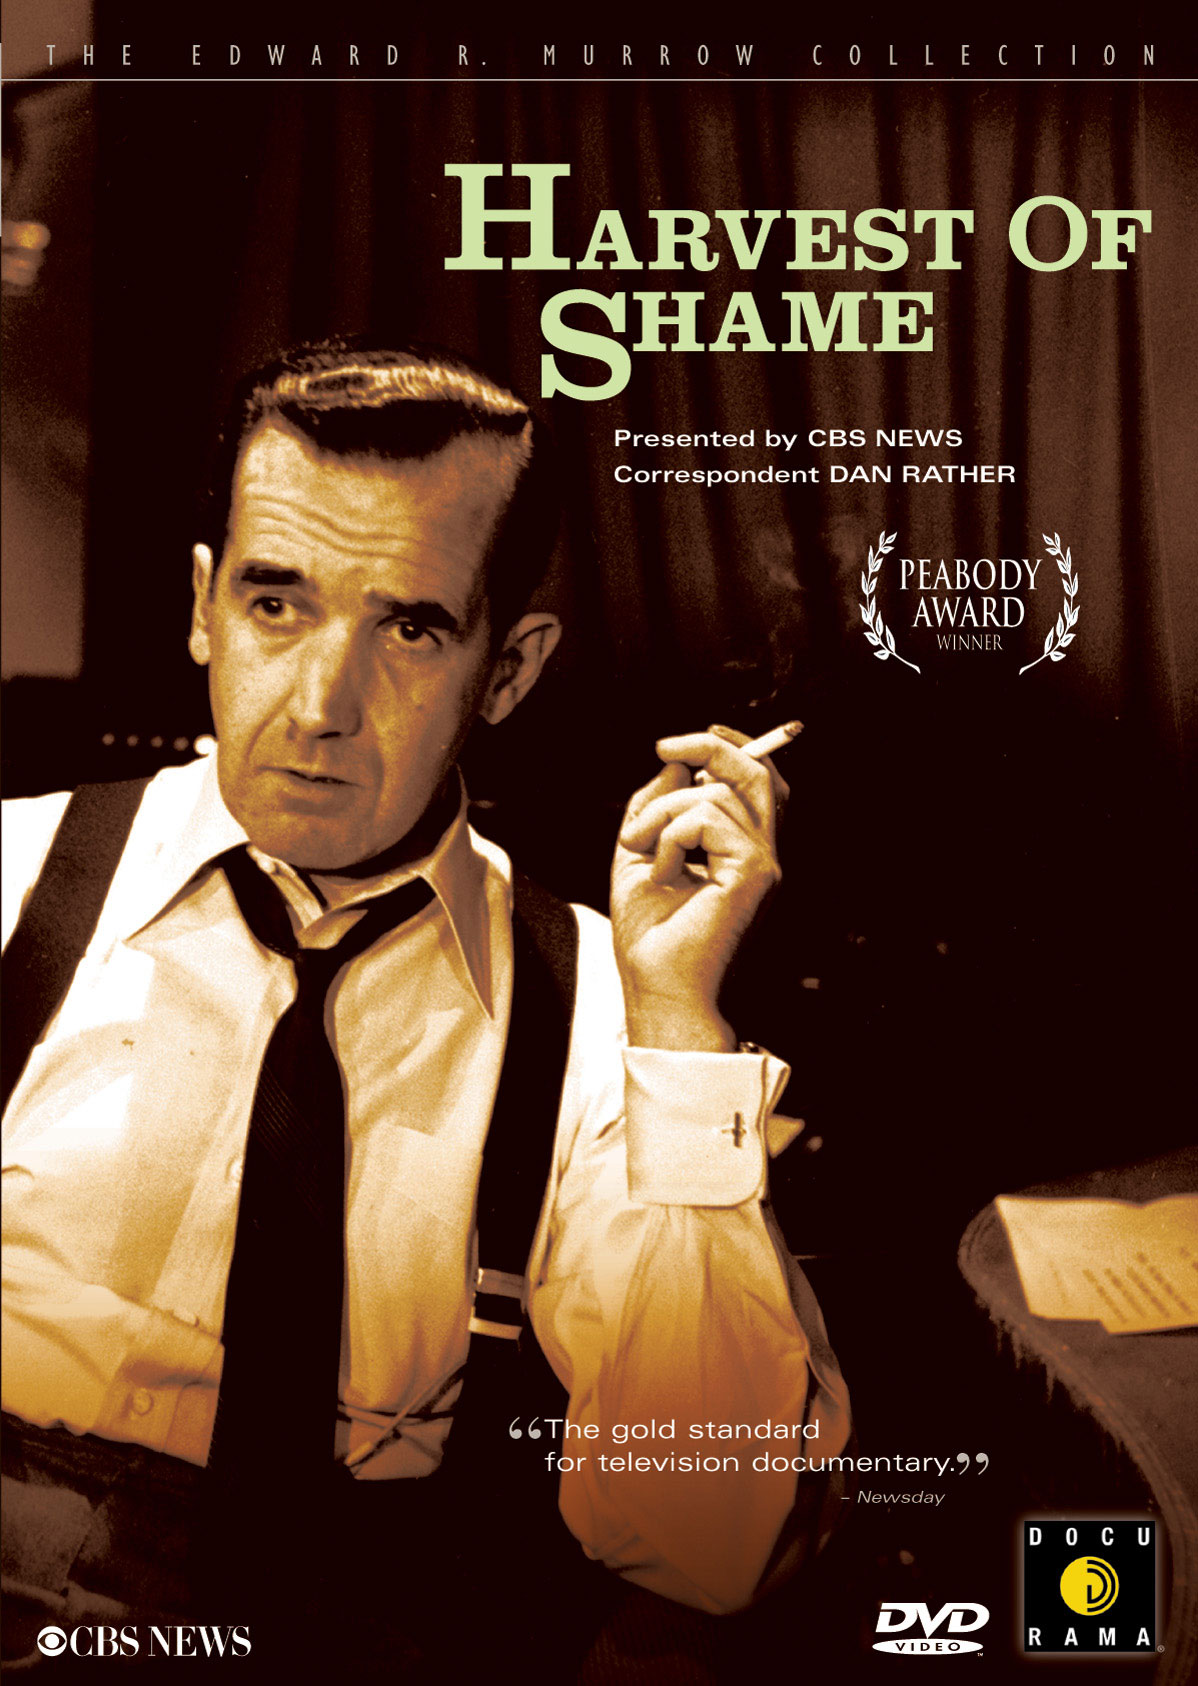 THE EDWARD R. MURROW COLLECTION
HARVEST OF
SHAME
Presented by CBS NEWS
Correspondent DAN RATHER
PEABODY
AWARD
WINNER
“The gold standard
for television documentary.”
– Newsday
CBS NEWS
DVD
VIDEO™
DOCU
RAMA®